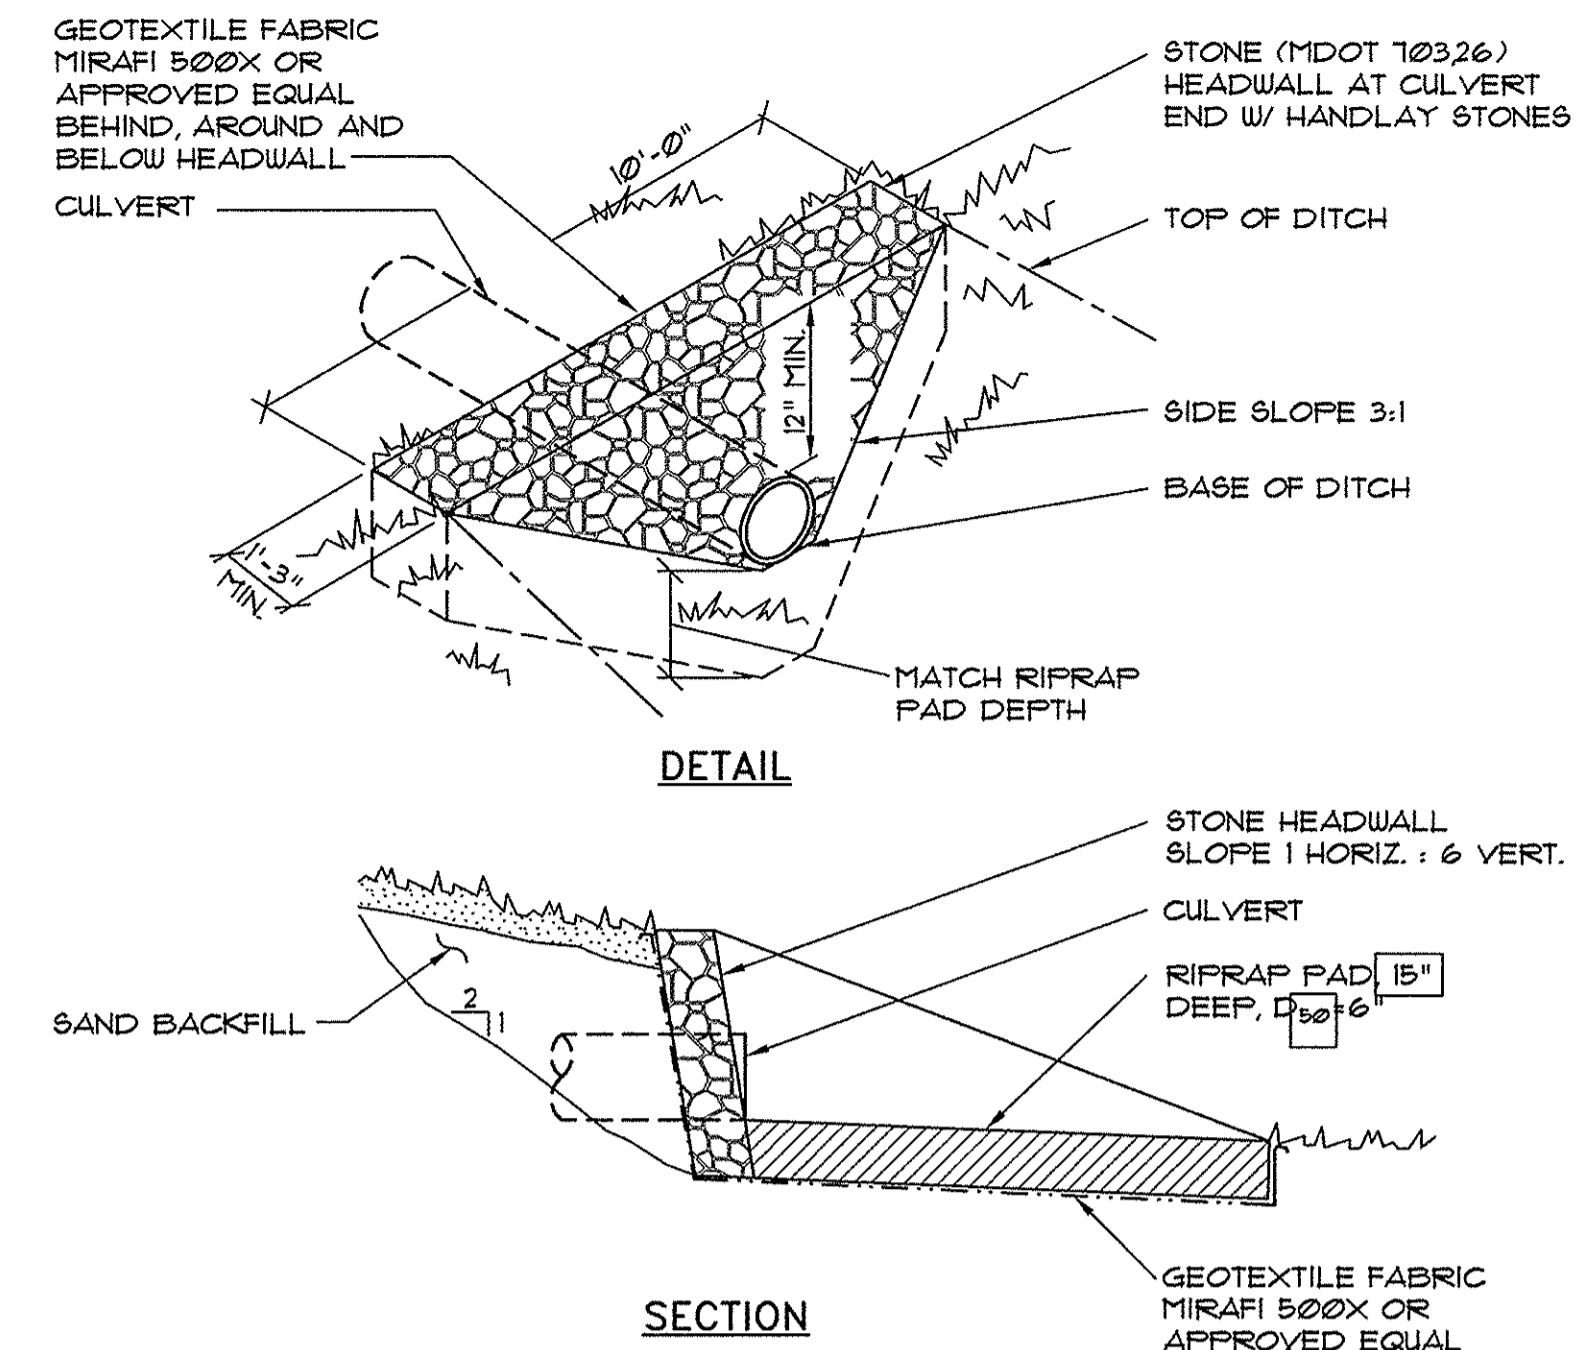 GEOTEXTILE FABRIC
MIRAFI 500X OR
APPROVED EQUAL
BEHIND, AROUND AND
BELOW HEADWALL
CULVERT
10'-0"
STONE (MDOT 703.26)
HEADWALL AT CULVERT
END W/ HANDLAY STONES
TOP OF DITCH
12" MIN.
SIDE SLOPE 3:1
BASE OF DITCH
1'-3"
MIN.
MATCH RIPRAP
PAD DEPTH
DETAIL
STONE HEADWALL
SLOPE 1 HORIZ. : 6 VERT.
CULVERT
RIPRAP PAD, 15"
DEEP, D50=6"
SAND BACKFILL
2
1
GEOTEXTILE FABRIC
MIRAFI 500X OR
APPROVED EQUAL
SECTION